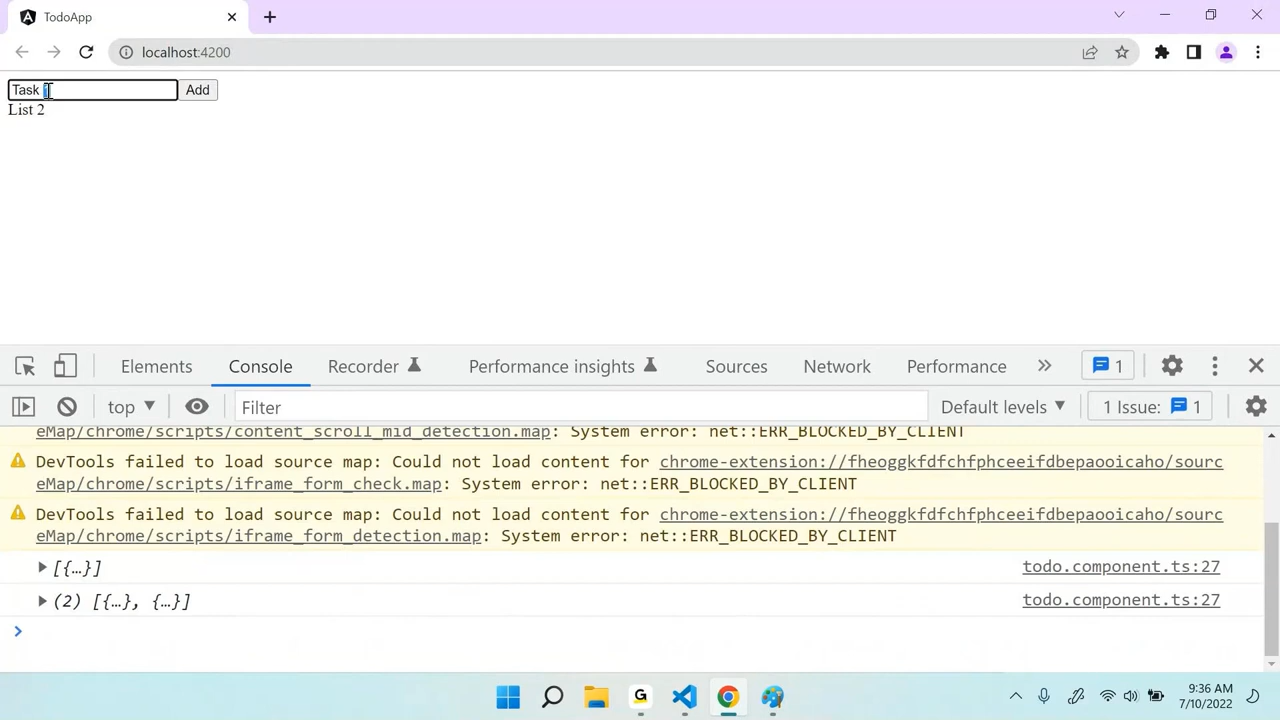 TodoApp
localhost:4200
Task
Add
List 2
Elements
Console
Recorder
Performance insights
Sources
Network
Performance
1
top
Filter
Default levels
1 Issue: 1
eMap/chrome/scripts/content_scroll_mid_detection.map: System error: net::ERR_BLOCKED_BY_CLIENT
DevTools failed to load source map: Could not load content for chrome-extension://fheoggkfdfchfphceeifdbepaooicaho/sourc
eMap/chrome/scripts/iframe_form_check.map: System error: net::ERR_BLOCKED_BY_CLIENT
DevTools failed to load source map: Could not load content for chrome-extension://fheoggkfdfchfphceeifdbepaooicaho/sourc
eMap/chrome/scripts/iframe_form_detection.map: System error: net::ERR_BLOCKED_BY_CLIENT
[{…}] todo.component.ts:27
(2) [{…}, {…}] todo.component.ts:27
G
9:36 AM
7/10/2022